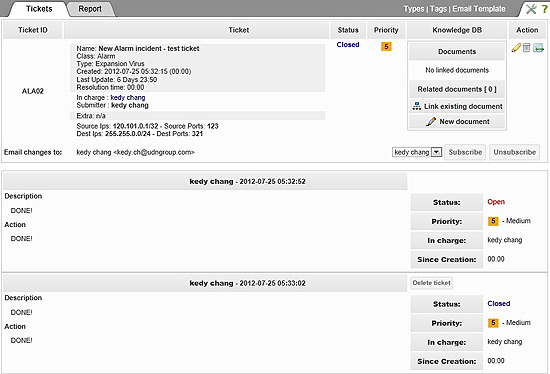 Tickets Report Types | Tags | Email Template
Ticket ID Ticket Status Priority Knowledge DB Action
ALA02
Name: New Alarm incident - test ticket
Class: Alarm
Type: Expansion Virus
Created: 2012-07-25 05:32:15 (00:00)
Last Update: 6 Days 23:50
Resolution time: 00:00
In charge : kedy chang
Submitter : kedy chang
Extra: n/a
Source Ips: 120.101.0.1/32 - Source Ports: 123
Dest Ips: 255.255.0.0/24 - Dest Ports: 321
Closed
5
Documents
No linked documents
Related documents [ 0 ]
Link existing document
New document
Email changes to: kedy chang <kedy.ch@udngroup.com> kedy chang Subscribe Unsubscribe
kedy chang - 2012-07-25 05:32:52
Description
DONE!
Action
DONE!
Status: Open
Priority: 5 - Medium
In charge: kedy chang
Since Creation: 00:00
kedy chang - 2012-07-25 05:33:02
Delete ticket
Description
DONE!
Action
DONE!
Status: Closed
Priority: 5 - Medium
In charge: kedy chang
Since Creation: 00:00